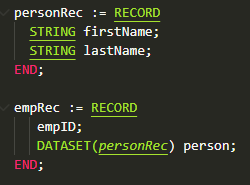 personRec := RECORD
STRING firstName;
STRING lastName;
END;
empRec := RECORD
empID;
DATASET(personRec) person;
END;